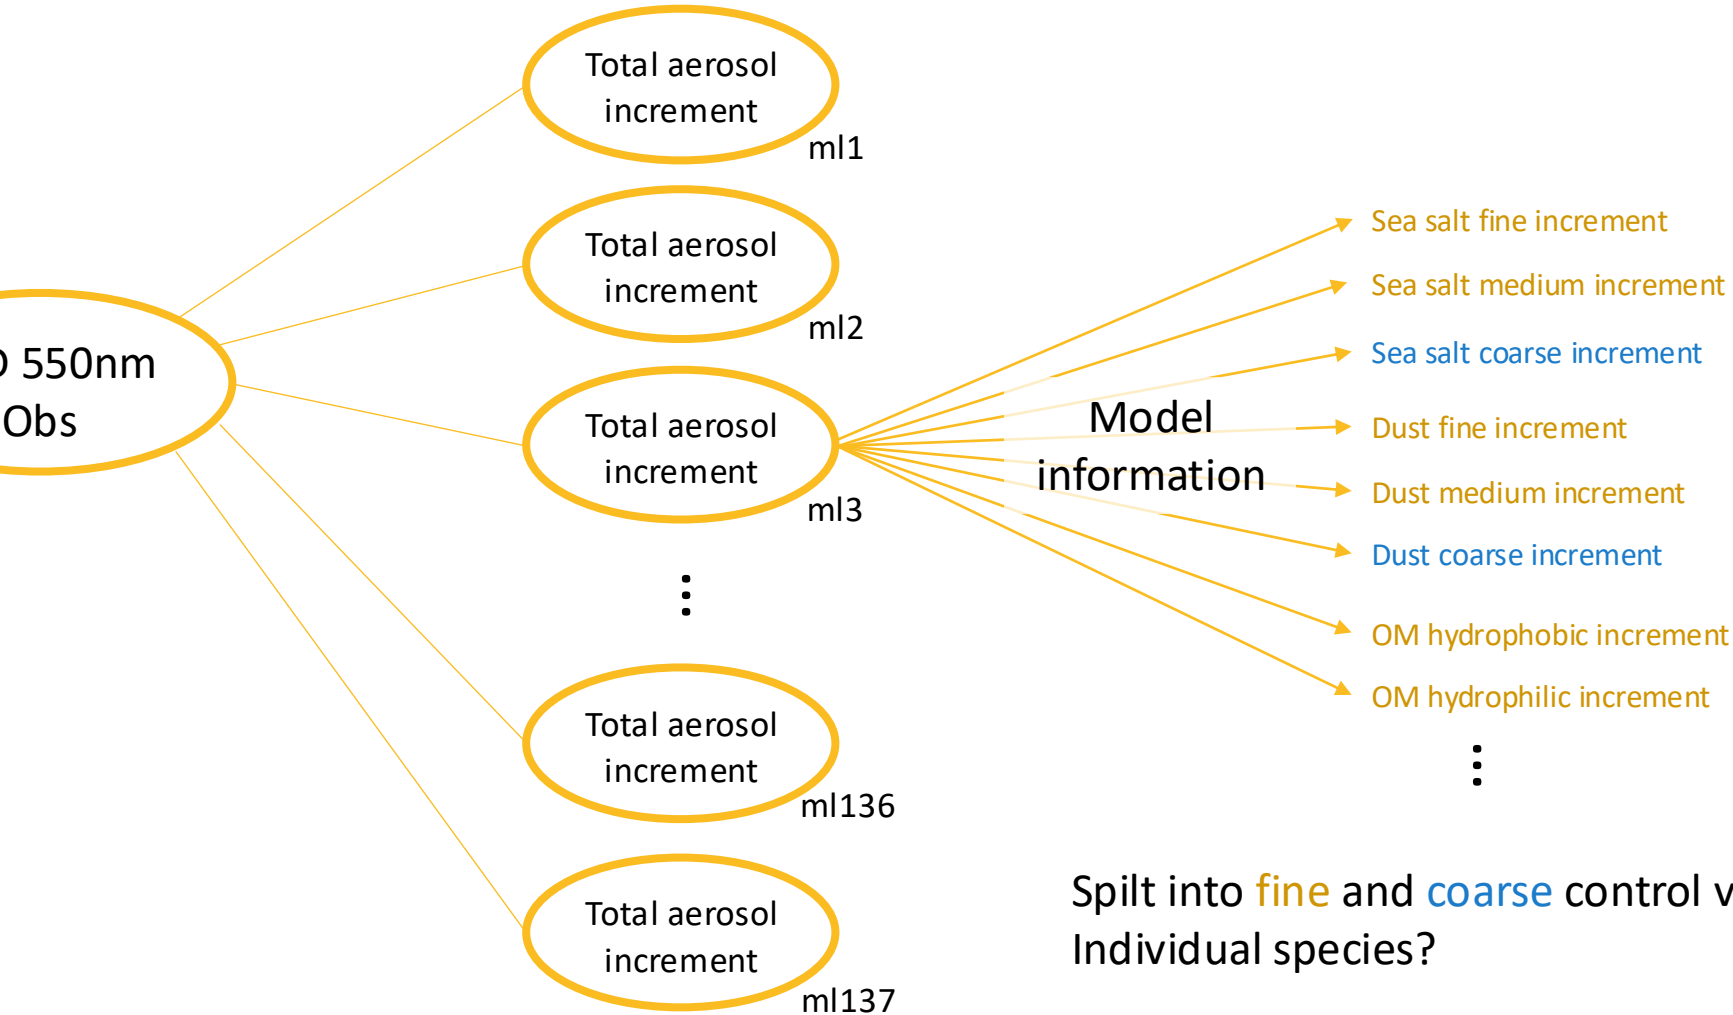 550nm
Obs
Total aerosol
increment
ml1
Total aerosol
increment
ml2
Total aerosol
increment
ml3
⋮
Total aerosol
increment
ml136
Total aerosol
increment
ml137
Model
information
Sea salt fine increment
Sea salt medium increment
Sea salt coarse increment
Dust fine increment
Dust medium increment
Dust coarse increment
OM hydrophobic increment
OM hydrophilic increment
⋮
Spilt into fine and coarse control
Individual species?